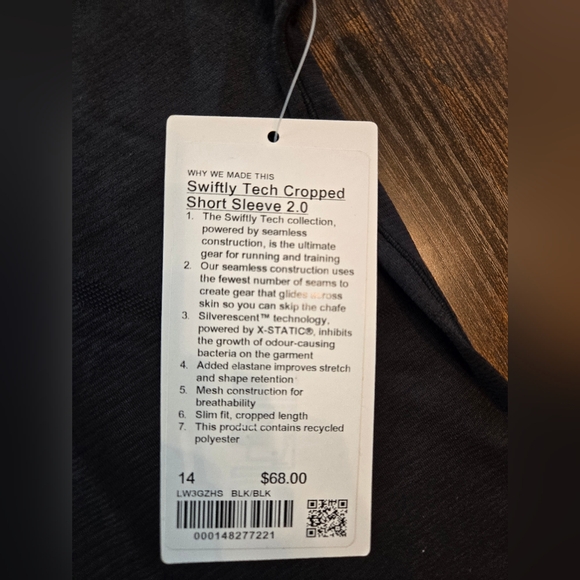 WHY WE MADE THIS
Swiftly Tech Cropped
Short Sleeve 2.0
1. The Swiftly Tech collection,
powered by seamless
construction, is the ultimate
gear for running and training
2. Our seamless construction uses
the fewest number of seams to
create gear that glides across
skin so you can skip the chafe
3. Silverescent™ technology,
powered by X-STATIC®, inhibits
the growth of odour-causing
bacteria on the garment
4. Added elastane improves stretch
and shape retention
5. Mesh construction for
breathability
6. Slim fit, cropped length
7. This product contains recycled
polyester
14 $68.00
LW3GZHS BLK/BLK
000148277221